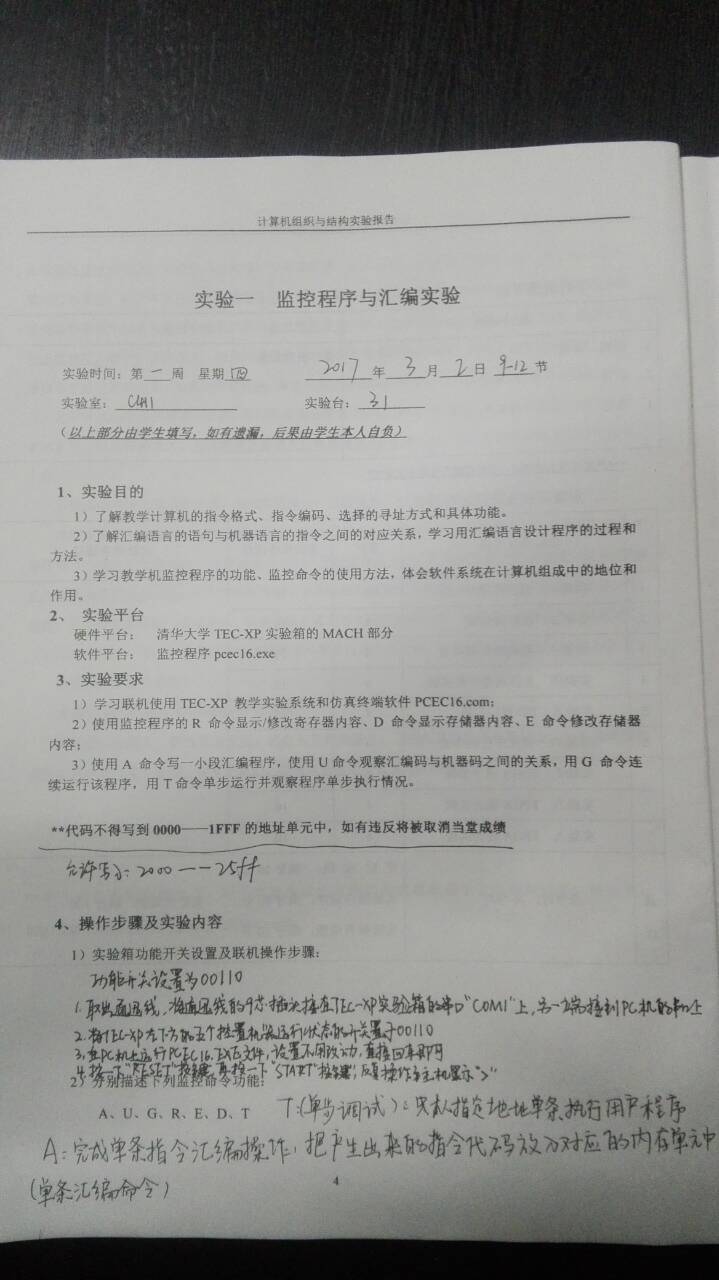 计算机组织与结构实验报告
实验一 监控程序与汇编实验
实验时间：第一周 星期四 2017年3月2日9-12节
实验室： 实验台：31
（以上部分由学生填写，如有遗漏，后果由学生本人自负）
1、实验目的
1）了解教学计算机的指令格式、指令编码、选择的寻址方式和具体功能。
2）了解汇编语言的语句与机器语言的指令之间的对应关系，学习用汇编语言设计程序的过程和
方法。
3）学习教学机监控程序的功能、监控命令的使用方法，体会软件系统在计算机组成中的地位和
作用。
2、 实验平台
硬件平台： 清华大学 TEC-XP 实验箱的 MACH 部分
软件平台： 监控程序 pcec16.exe
3、实验要求
1）学习联机使用 TEC-XP 教学实验系统和仿真终端软件 PCEC16.com;
2）使用监控程序的 R 命令显示/修改寄存器内容、D 命令显示存储器内容、E 命令修改存储器
内容；
3）使用 A 命令写一小段汇编程序，使用 U 命令观察汇编码与机器码之间的关系，用 G 命令连
续运行该程序，用 T 命令单步运行并观察程序单步执行情况。
**代码不得写到 0000——1FFF 的地址单元中，如有违反将被取消当堂成绩
允许写: 2000——25ff
4、操作步骤及实验内容
1）实验箱功能开关设置及联机操作步骤：
功能开关设置为00110
1.取出通讯线，将通讯线的9芯插头接在TEC-XP实验箱的串口"COM1"上，另一端接到PC机的串口上
2.将TEC-XP左下方的五个控置机器运行状态的开关置于00110
3.在PC机上运行PCEC16.EXE文件，设置不用改动，直接回车即可
4.按一下"RESET"按键，再按一下"START"按键，屏幕显示">"
2）分别描述下列监控命令功能：
A、U、G、R、E、D、T T:(单步调试)：从指定地址单条执行用户程序
A:完成单条指令汇编操作，把产生出来的指令代码放入对应的内存单元中
(单条汇编命令)
4